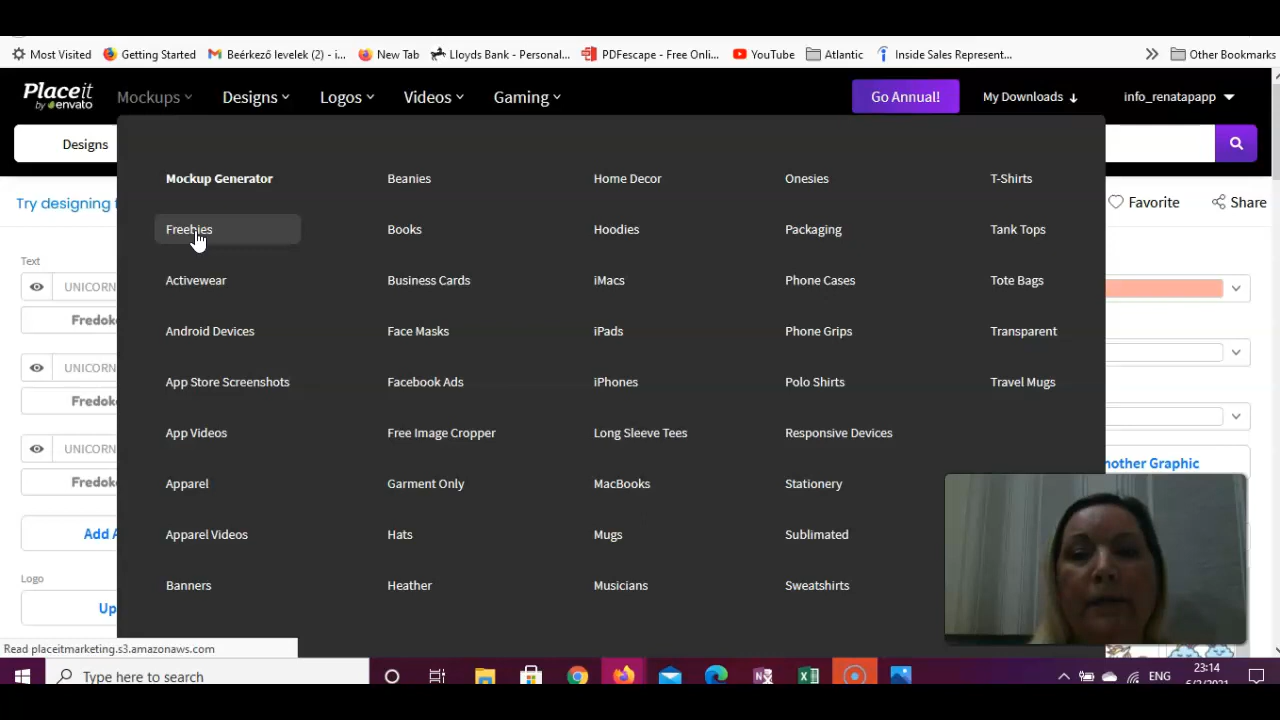 Most Visited Getting Started Beérkező levelek (2) - i... New Tab Lloyds Bank - Personal... PDFescape - Free Onli... YouTube Atlantic Inside Sales Represent... Other Bookmarks
Placeit by envato Mockups Designs Logos Videos Gaming Go Annual! My Downloads info_renatapapp
Designs
Try designing f Favorite Share
Mockup Generator Beanies Home Decor Onesies T-Shirts
Freebies Books Hoodies Packaging Tank Tops
Text
UNICORN
Activewear Business Cards iMacs Phone Cases Tote Bags
Fredok
Android Devices Face Masks iPads Phone Grips Transparent
UNICORN
App Store Screenshots Facebook Ads iPhones Polo Shirts Travel Mugs
Fredok
App Videos Free Image Cropper Long Sleeve Tees Responsive Devices
UNICORN
nother Graphic
Fredok
Apparel Garment Only MacBooks Stationery
Add A
Apparel Videos Hats Mugs Sublimated
Logo
Banners Heather Musicians Sweatshirts
Up
Read placeitmarketing.s3.amazonaws.com
Type here to search ENG 23:14